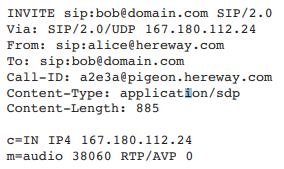 INVITE sip:bob@domain.com SIP/2.0
Via: SIP/2.0/UDP 167.180.112.24
From: sip:alice@hereway.com
To: sip:bob@domain.com
Call-ID: a2e3a@pigeon.hereway.com
Content-Type: application/sdp
Content-Length: 885

c=IN IP4 167.180.112.24
m=audio 38060 RTP/AVP 0